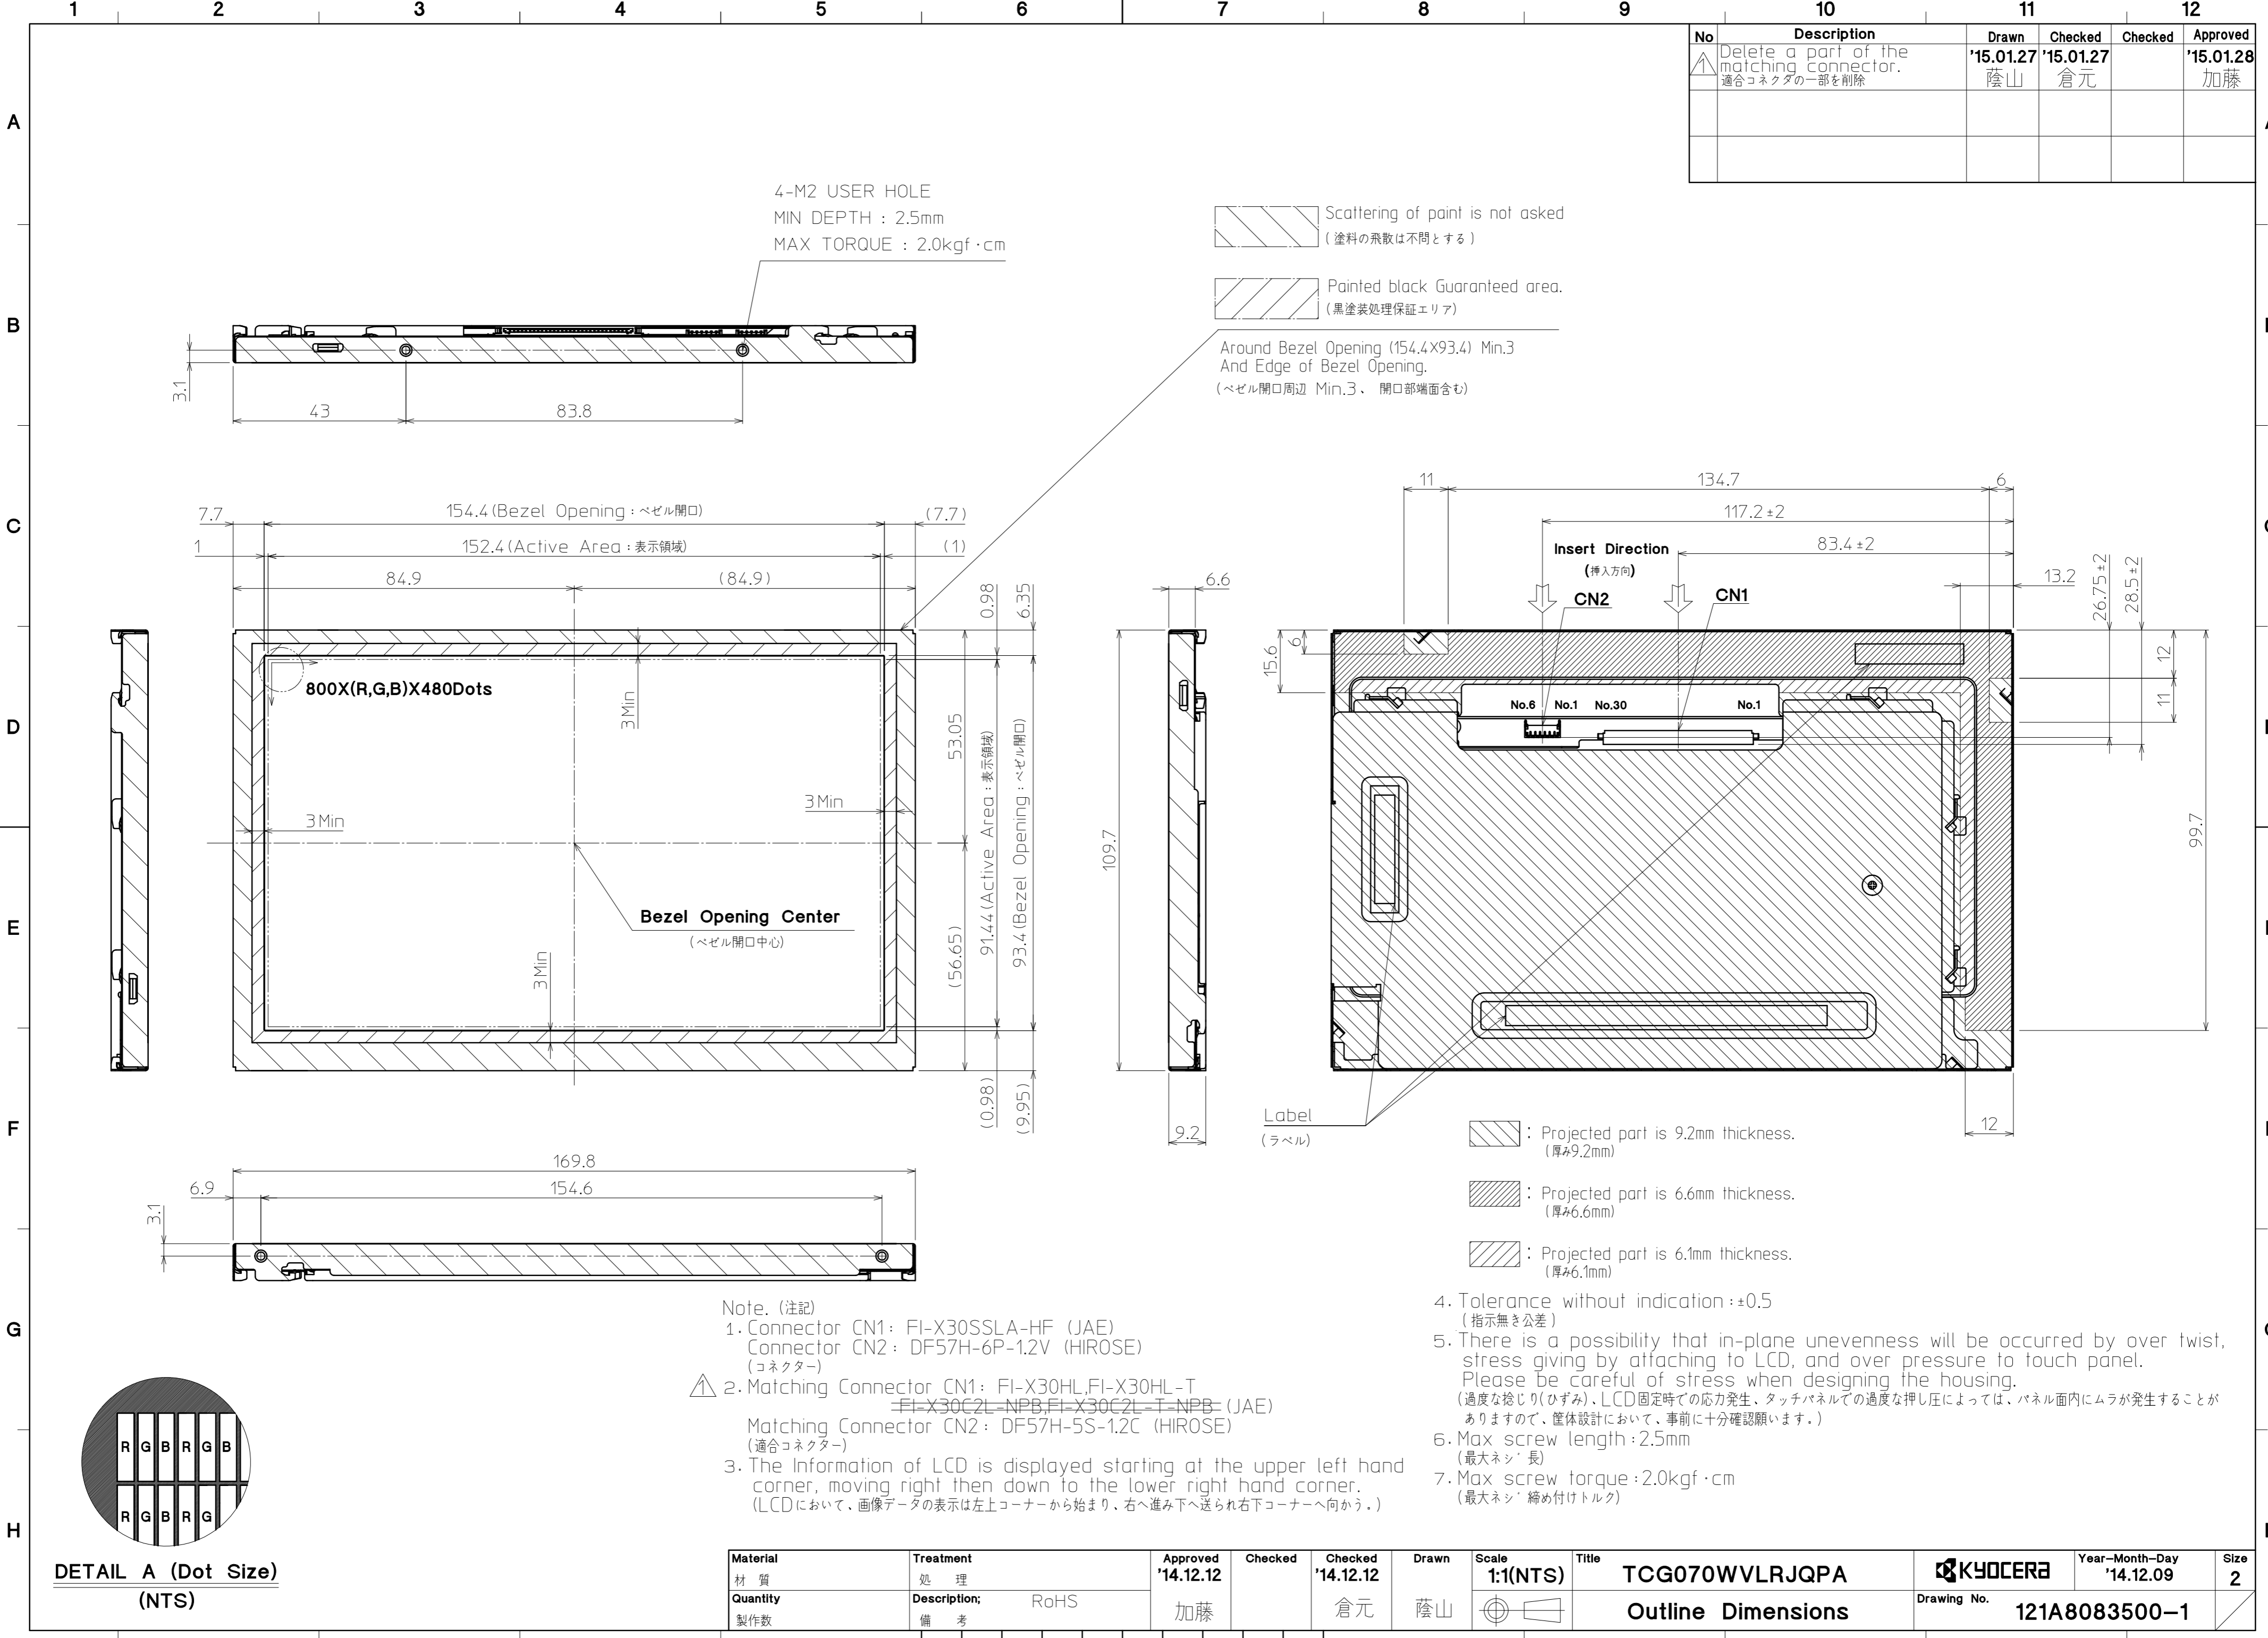 1 2 3 4 5 6 7 8 9 10 11 12
A
B
C
D
E
F
G
H
No Description Drawn Checked Checked Approved
1 Delete a part of the
matching connector.
適合コネクタの一部を削除
'15.01.27 '15.01.27 '15.01.28
蔭山 倉元 加藤
4-M2 USER HOLE
MIN DEPTH : 2.5mm
MAX TORQUE : 2.0kgf・cm
3.1
43
83.8
Scattering of paint is not asked
(塗料の飛散は不問とする)
Painted black Guaranteed area.
(黒塗装処理保証エリア)
Around Bezel Opening (154.4X93.4) Min.3
And Edge of Bezel Opening.
(ベゼル開口周辺 Min.3、 開口部端面含む)
7.7
154.4(Bezel Opening:ベゼル開口)
(7.7)
1
152.4(Active Area:表示領域)
(1)
84.9
(84.9)
0.98
6.35
800X(R,G,B)X480Dots
3Min
53.05
3Min
3Min
91.44(Active Area:表示領域)
93.4(Bezel Opening:ベゼル開口)
Bezel Opening Center
(ベゼル開口中心)
3Min
(56.65)
(0.98)
(9.95)
6.6
109.7
9.2
11
134.7
6
117.2±2
83.4±2
Insert Direction
(挿入方向)
CN2
CN1
13.2
26.75±2
28.5±2
15.6
6
12
11
No.6 No.1 No.30 No.1
99.7
Label
(ラベル)
12
169.8
6.9
154.6
3.1
: Projected part is 9.2mm thickness.
(厚み9.2mm)
: Projected part is 6.6mm thickness.
(厚み6.6mm)
: Projected part is 6.1mm thickness.
(厚み6.1mm)
Note. (注記)
1. Connector CN1: FI-X30SSLA-HF (JAE)
Connector CN2: DF57H-6P-1.2V (HIROSE)
(コネクター)
1 2. Matching Connector CN1: FI-X30HL,FI-X30HL-T
FI-X30C2L-NPB,FI-X30C2L-T-NPB (JAE)
Matching Connector CN2: DF57H-5S-1.2C (HIROSE)
(適合コネクター)
3. The Information of LCD is displayed starting at the upper left hand
corner, moving right then down to the lower right hand corner.
(LCDにおいて、画像データの表示は左上コーナーから始まり、右へ進み下へ送られ右下コーナーへ向かう。)
4. Tolerance without indication:±0.5
(指示無き公差)
5. There is a possibility that in-plane unevenness will be occurred by over twist,
stress giving by attaching to LCD, and over pressure to touch panel.
Please be careful of stress when designing the housing.
(過度な捻じり(ひずみ)、LCD固定時での応力発生、タッチパネルでの過度な押し圧によっては、パネル面内にムラが発生することが
ありますので、筐体設計において、事前に十分確認願います。)
6. Max screw length:2.5mm
(最大ネジ長)
7. Max screw torque:2.0kgf・cm
(最大ネジ締め付けトルク)
R G B R G B
R G B R G
DETAIL A (Dot Size)
(NTS)
Material
材 質
Quantity
製作数
Treatment
処 理
Description;
備 考
RoHS
Approved
'14.12.12
加藤
Checked
Checked
'14.12.12
倉元
Drawn
蔭山
Scale
1:1(NTS)
Title
TCG070WVLRJQPA
Outline Dimensions
KYOCERA
Year-Month-Day
'14.12.09
Size
2
Drawing No.
121A8083500-1